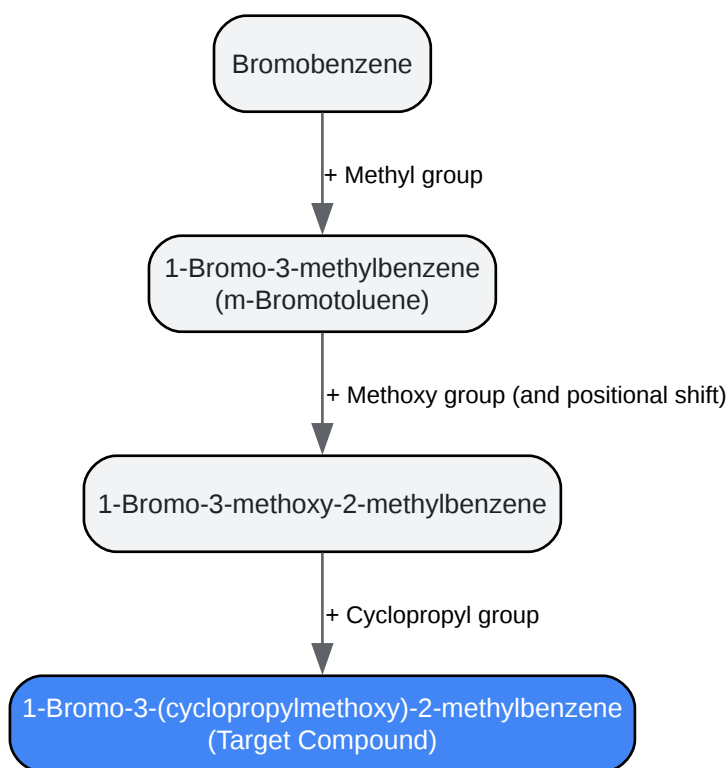 Bromobenzene
+ Methyl group
1-Bromo-3-methylbenzene
(m-Bromotoluene)
+ Methoxy group (and positional shift)
1-Bromo-3-methoxy-2-methylbenzene
+ Cyclopropyl group
1-Bromo-3-(cyclopropylmethoxy)-2-methylbenzene
(Target Compound)